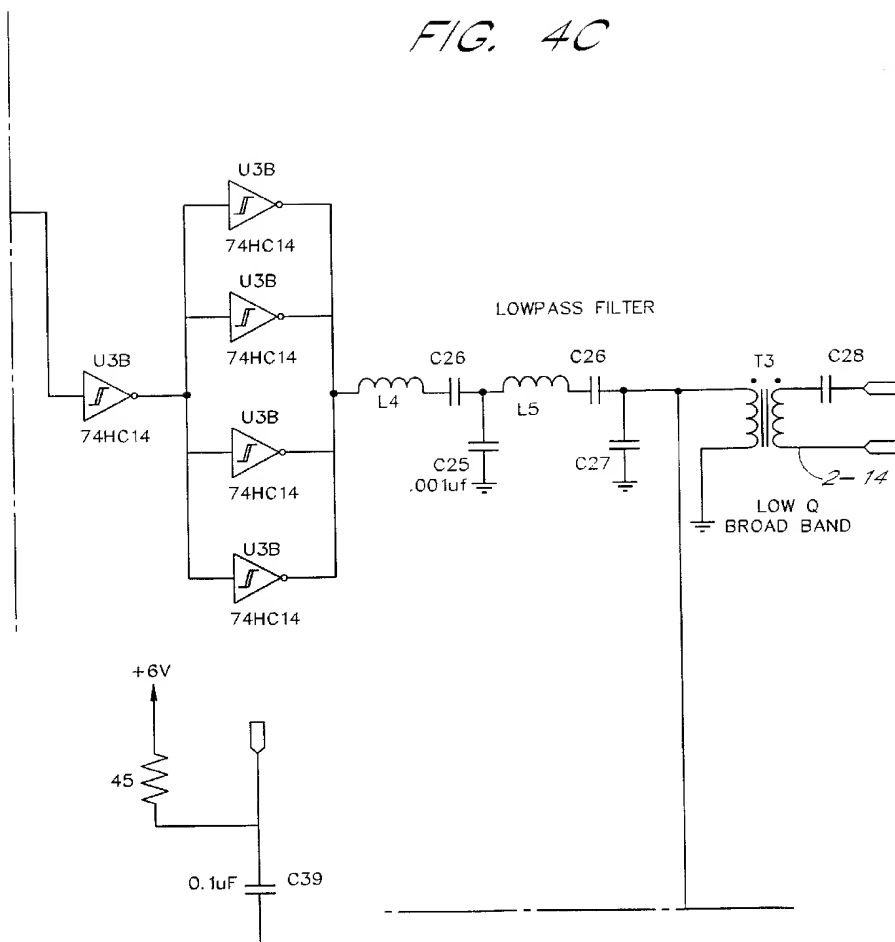 FIG. 4C
U3B
74HC14
U3B
74HC14
LOWPASS FILTER
U3B
74HC14
C26
C26
T3
C28
L4
L5
U3B
74HC14
C25
.001uf
C27
2-14
LOW Q
BROAD BAND
U3B
74HC14
+6V
45
0.1uF
C39